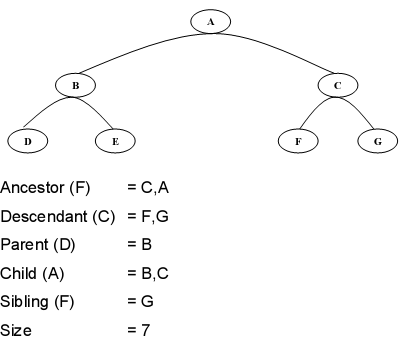 A
B
C
D
E
F
G
Ancestor (F) = C,A
Descendant (C) = F,G
Parent (D) = B
Child (A) = B,C
Sibling (F) = G
Size = 7